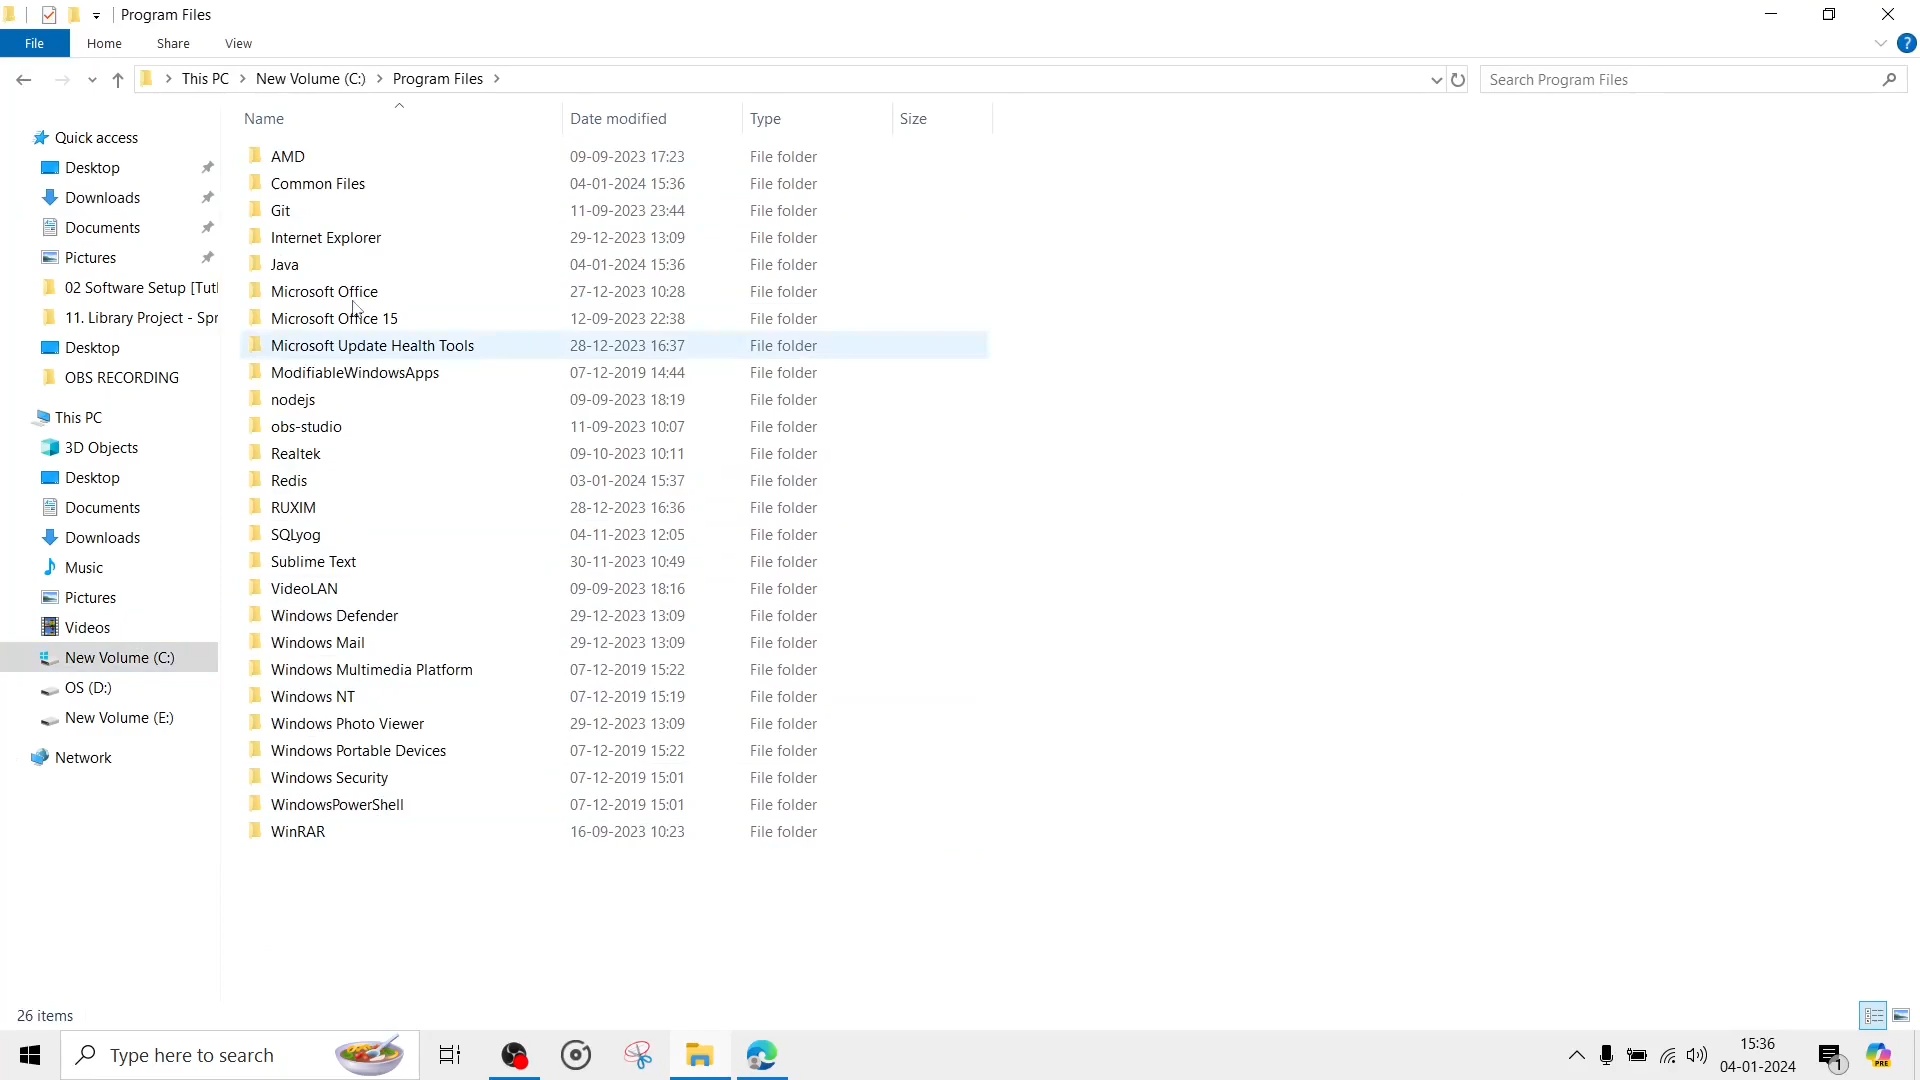 Program Files
File Home Share View
This PC New Volume (C:) Program Files
Search Program Files
Name Date modified Type Size
Quick access
Desktop
Downloads
Documents
Pictures
02 Software Setup [Tut
11. Library Project - Spr
Desktop
OBS RECORDING
This PC
3D Objects
Desktop
Documents
Downloads
Music
Pictures
Videos
New Volume (C:)
OS (D:)
New Volume (E:)
Network
AMD 09-09-2023 17:23 File folder
Common Files 04-01-2024 15:36 File folder
Git 11-09-2023 23:44 File folder
Internet Explorer 29-12-2023 13:09 File folder
Java 04-01-2024 15:36 File folder
Microsoft Office 27-12-2023 10:28 File folder
Microsoft Office 15 12-09-2023 22:38 File folder
Microsoft Update Health Tools 28-12-2023 16:37 File folder
ModifiableWindowsApps 07-12-2019 14:44 File folder
nodejs 09-09-2023 18:19 File folder
obs-studio 11-09-2023 10:07 File folder
Realtek 09-10-2023 10:11 File folder
Redis 03-01-2024 15:37 File folder
RUXIM 28-12-2023 16:36 File folder
SQLyog 04-11-2023 12:05 File folder
Sublime Text 30-11-2023 10:49 File folder
VideoLAN 09-09-2023 18:16 File folder
Windows Defender 29-12-2023 13:09 File folder
Windows Mail 29-12-2023 13:09 File folder
Windows Multimedia Platform 07-12-2019 15:22 File folder
Windows NT 07-12-2019 15:19 File folder
Windows Photo Viewer 29-12-2023 13:09 File folder
Windows Portable Devices 07-12-2019 15:22 File folder
Windows Security 07-12-2019 15:01 File folder
WindowsPowerShell 07-12-2019 15:01 File folder
WinRAR 16-09-2023 10:23 File folder
26 items
Type here to search
15:36
04-01-2024
1
PRE